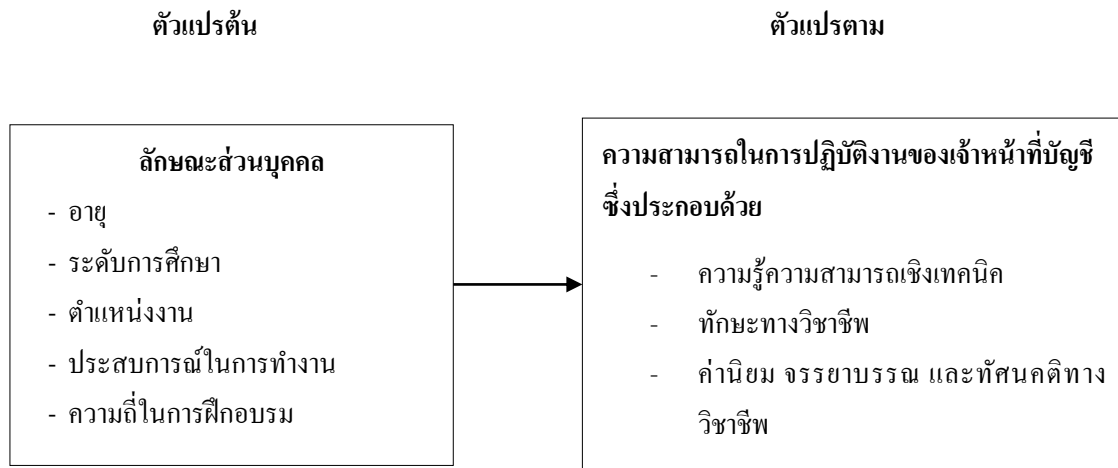 ตัวแปรต้น
ตัวแปรตาม
ลักษณะส่วนบุคคล
- อายุ
- ระดับการศึกษา
- ตำแหน่งงาน
- ประสบการณ์ในการทำงาน
- ความถี่ในการฝึกอบรม
ความสามารถในการปฏิบัติงานของเจ้าหน้าที่บัญชี
ซึ่งประกอบด้วย
- ความรู้ความสามารถเชิงเทคนิค
- ทักษะทางวิชาชีพ
- ค่านิยม จรรยาบรรณ และทัศนคติทาง
วิชาชีพ